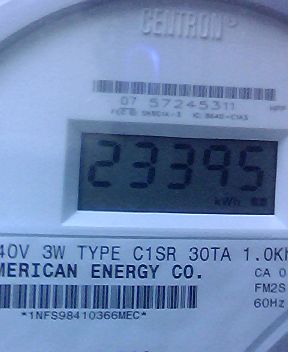 CENTRON®
07 57245311
23395
kWh
40V 3W TYPE C1SR 30TA 1.0Kh
MERICAN ENERGY CO. CA 0
FM2S
60Hz
*1NFS98410366MEC*